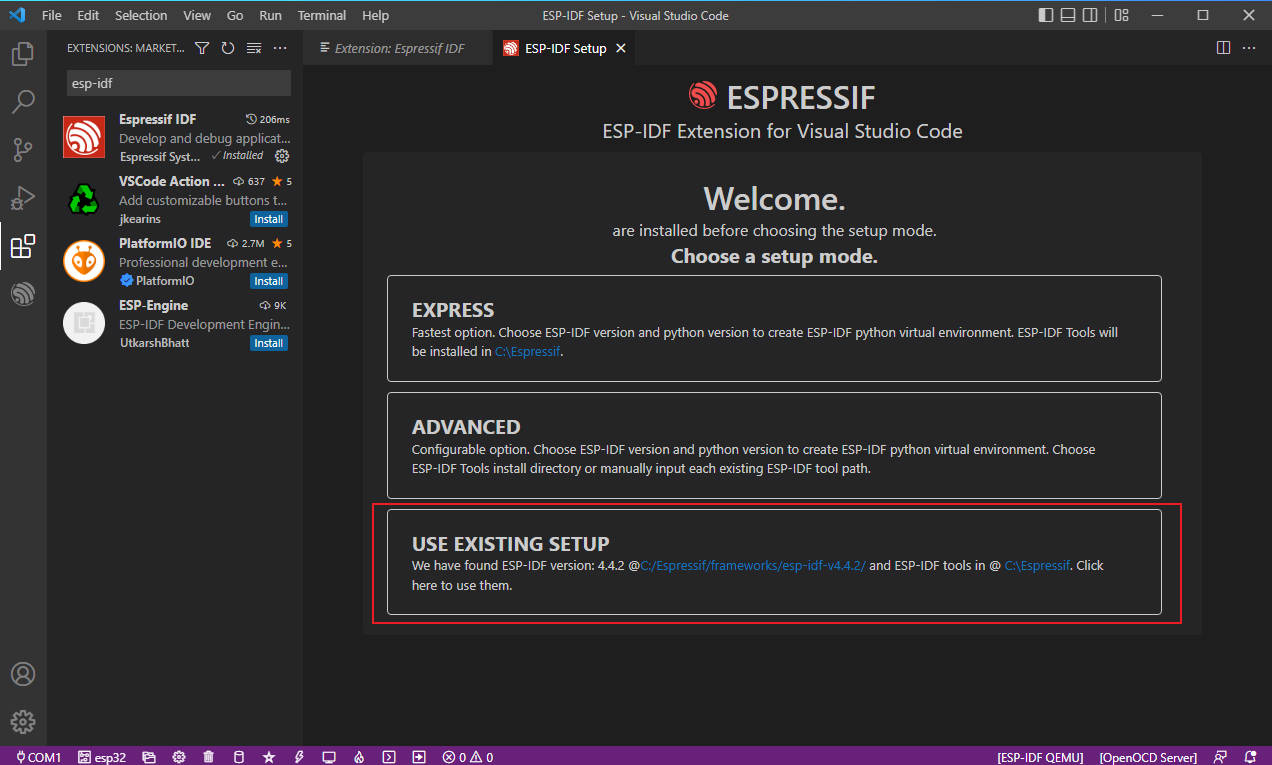 File Edit Selection View Go Run Terminal Help
ESP-IDF Setup - Visual Studio Code
EXTENSIONS: MARKET...
esp-idf
Espressif IDF 206ms
Develop and debug applicat...
Espressif Syst... ✓ Installed
VSCode Action ... 637 ★ 5
Add customizable buttons t...
jkearins Install
PlatformIO IDE 2.7M ★ 5
Professional development e...
PlatformIO Install
ESP-Engine 9K
ESP-IDF Development Engin...
UtkarshBhatt Install
Extension: Espressif IDF
ESP-IDF Setup
ESPRESSIF
ESP-IDF Extension for Visual Studio Code
Welcome.
are installed before choosing the setup mode.
Choose a setup mode.
EXPRESS
Fastest option. Choose ESP-IDF version and python version to create ESP-IDF python virtual environment. ESP-IDF Tools will
be installed in C:\Espressif.
ADVANCED
Configurable option. Choose ESP-IDF version and python version to create ESP-IDF python virtual environment. Choose
ESP-IDF Tools install directory or manually input each existing ESP-IDF tool path.
USE EXISTING SETUP
We have found ESP-IDF version: 4.4.2 @C:/Espressif/frameworks/esp-idf-v4.4.2/ and ESP-IDF tools in @ C:\Espressif. Click
here to use them.
COM1 esp32 0 0 [ESP-IDF QEMU] [OpenOCD Server]